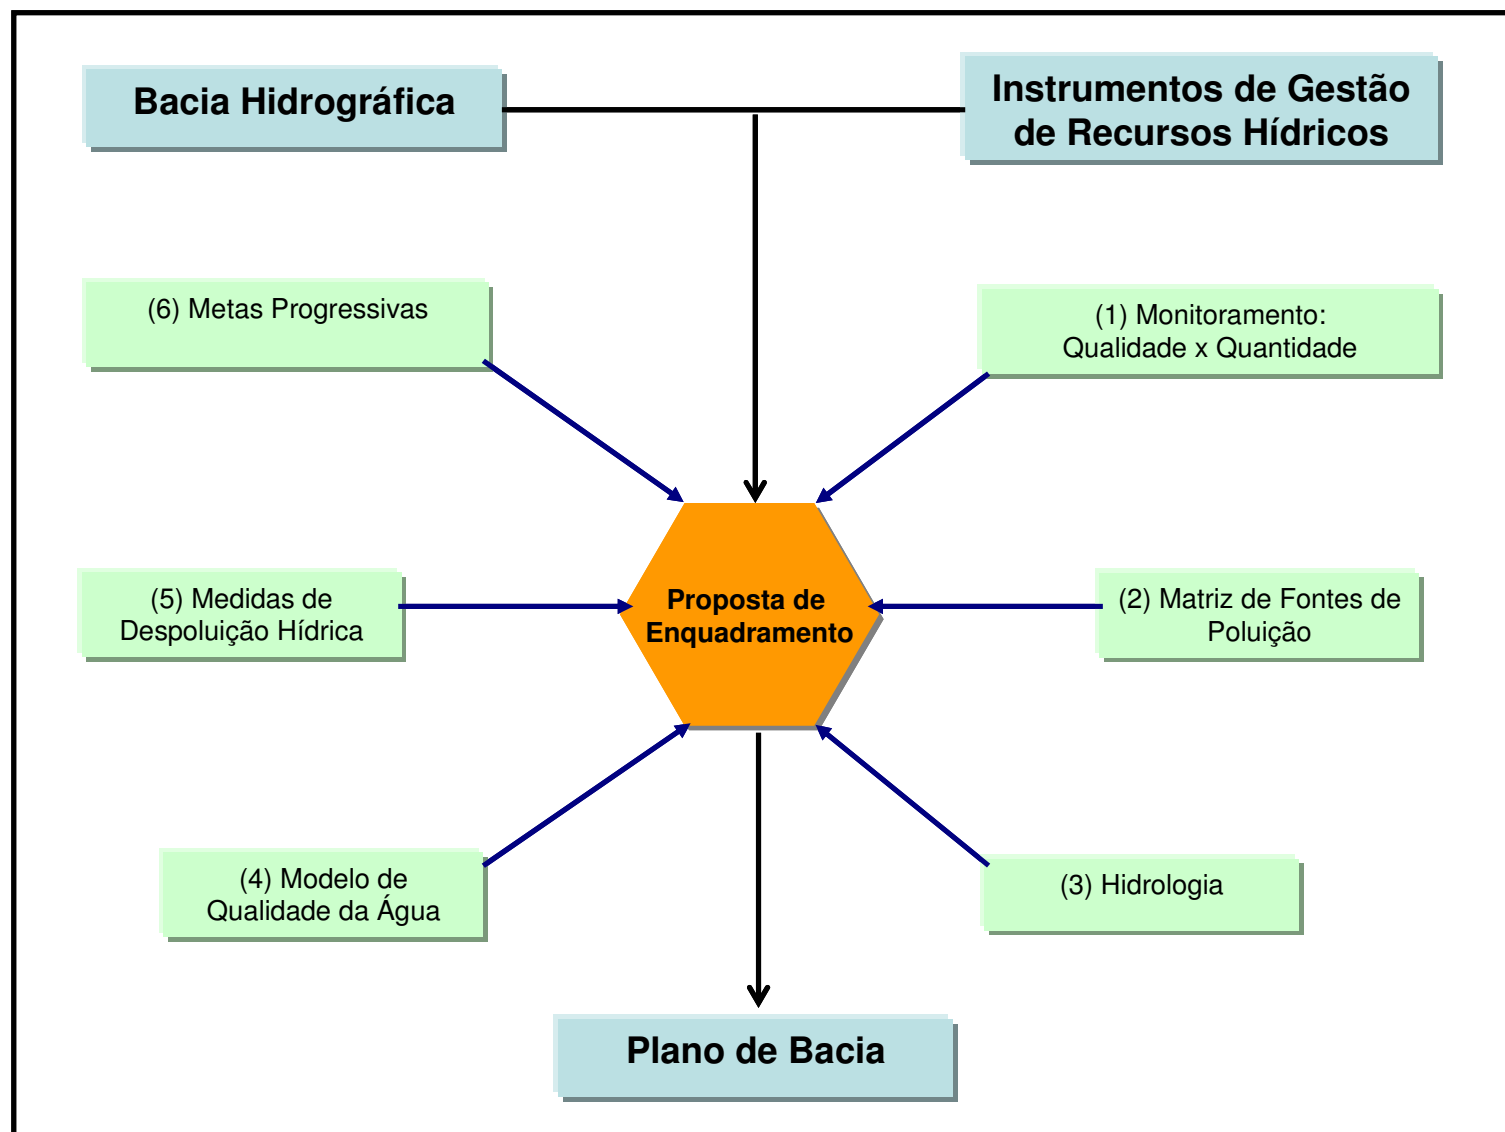 Bacia Hidrográfica
Instrumentos de Gestão
de Recursos Hídricos
(6) Metas Progressivas
(1) Monitoramento:
Qualidade x Quantidade
(5) Medidas de
Despoluição Hídrica
Proposta de
Enquadramento
(2) Matriz de Fontes de
Poluição
(4) Modelo de
Qualidade da Água
(3) Hidrologia
Plano de Bacia